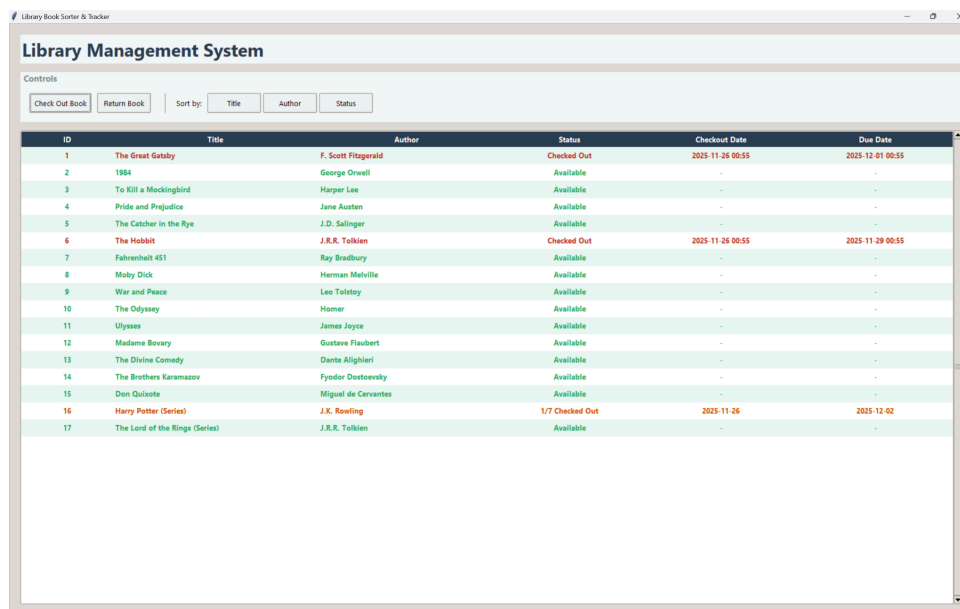 Library Book Sorter & Tracker
Library Management System
Controls
Check Out Book Return Book Sort by: Title Author Status
ID Title Author Status Checkout Date Due Date
1 The Great Gatsby F. Scott Fitzgerald Checked Out 2025-11-26 00:55 2025-12-01 00:55
2 1984 George Orwell Available - -
3 To Kill a Mockingbird Harper Lee Available - -
4 Pride and Prejudice Jane Austen Available - -
5 The Catcher in the Rye J.D. Salinger Available - -
6 The Hobbit J.R.R. Tolkien Checked Out 2025-11-26 00:55 2025-11-29 00:55
7 Fahrenheit 451 Ray Bradbury Available - -
8 Moby Dick Herman Melville Available - -
9 War and Peace Leo Tolstoy Available - -
10 The Odyssey Homer Available - -
11 Ulysses James Joyce Available - -
12 Madame Bovary Gustave Flaubert Available - -
13 The Divine Comedy Dante Alighieri Available - -
14 The Brothers Karamazov Fyodor Dostoevsky Available - -
15 Don Quixote Miguel de Cervantes Available - -
16 Harry Potter (Series) J.K. Rowling 1/7 Checked Out 2025-11-26 2025-12-02
17 The Lord of the Rings (Series) J.R.R. Tolkien Available - -